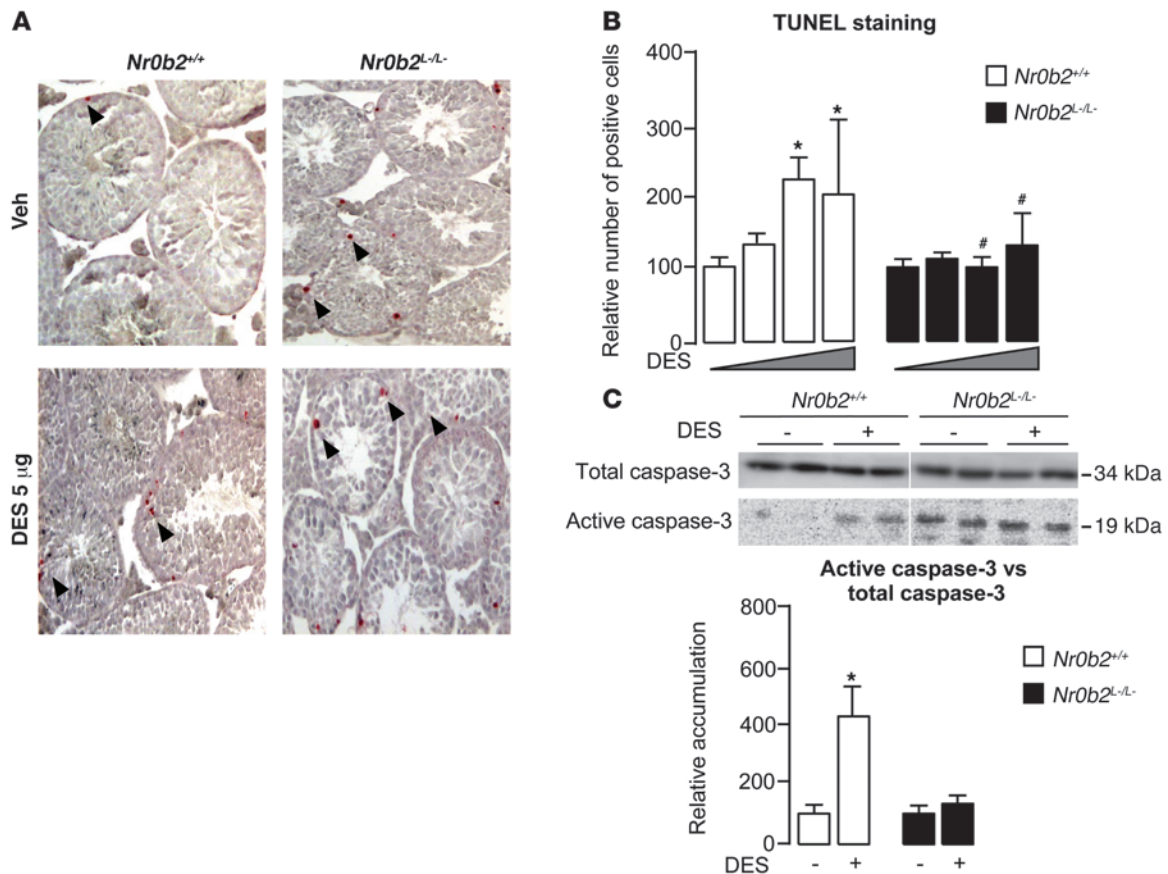 A
Nr0b2+/+
Nr0b2L-/L-
Veh
DES 5 μg
B
TUNEL staining
Relative number of positive cells
400
300
200
100
0
*
*
#
#
Nr0b2+/+
Nr0b2L-/L-
DES
C
Nr0b2+/+
Nr0b2L-/L-
DES
-
+
-
+
Total caspase-3
-34 kDa
Active caspase-3
-19 kDa
Active caspase-3 vs
total caspase-3
Relative accumulation
800
600
400
200
0
*
Nr0b2+/+
Nr0b2L-/L-
DES
-
+
-
+